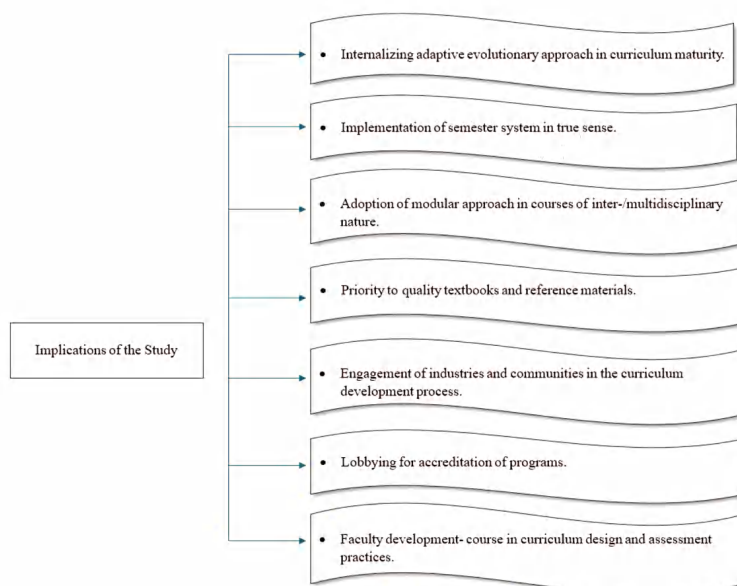 • Internalizing adaptive evolutionary approach in curriculum maturity.
• Implementation of semester system in true sense.
• Adoption of modular approach in courses of inter-/multidisciplinary
nature.
• Priority to quality textbooks and reference materials.
Implications of the Study
• Engagement of industries and communities in the curriculum
development process.
• Lobbying for accreditation of programs.
• Faculty development- course in curriculum design and assessment
practices.